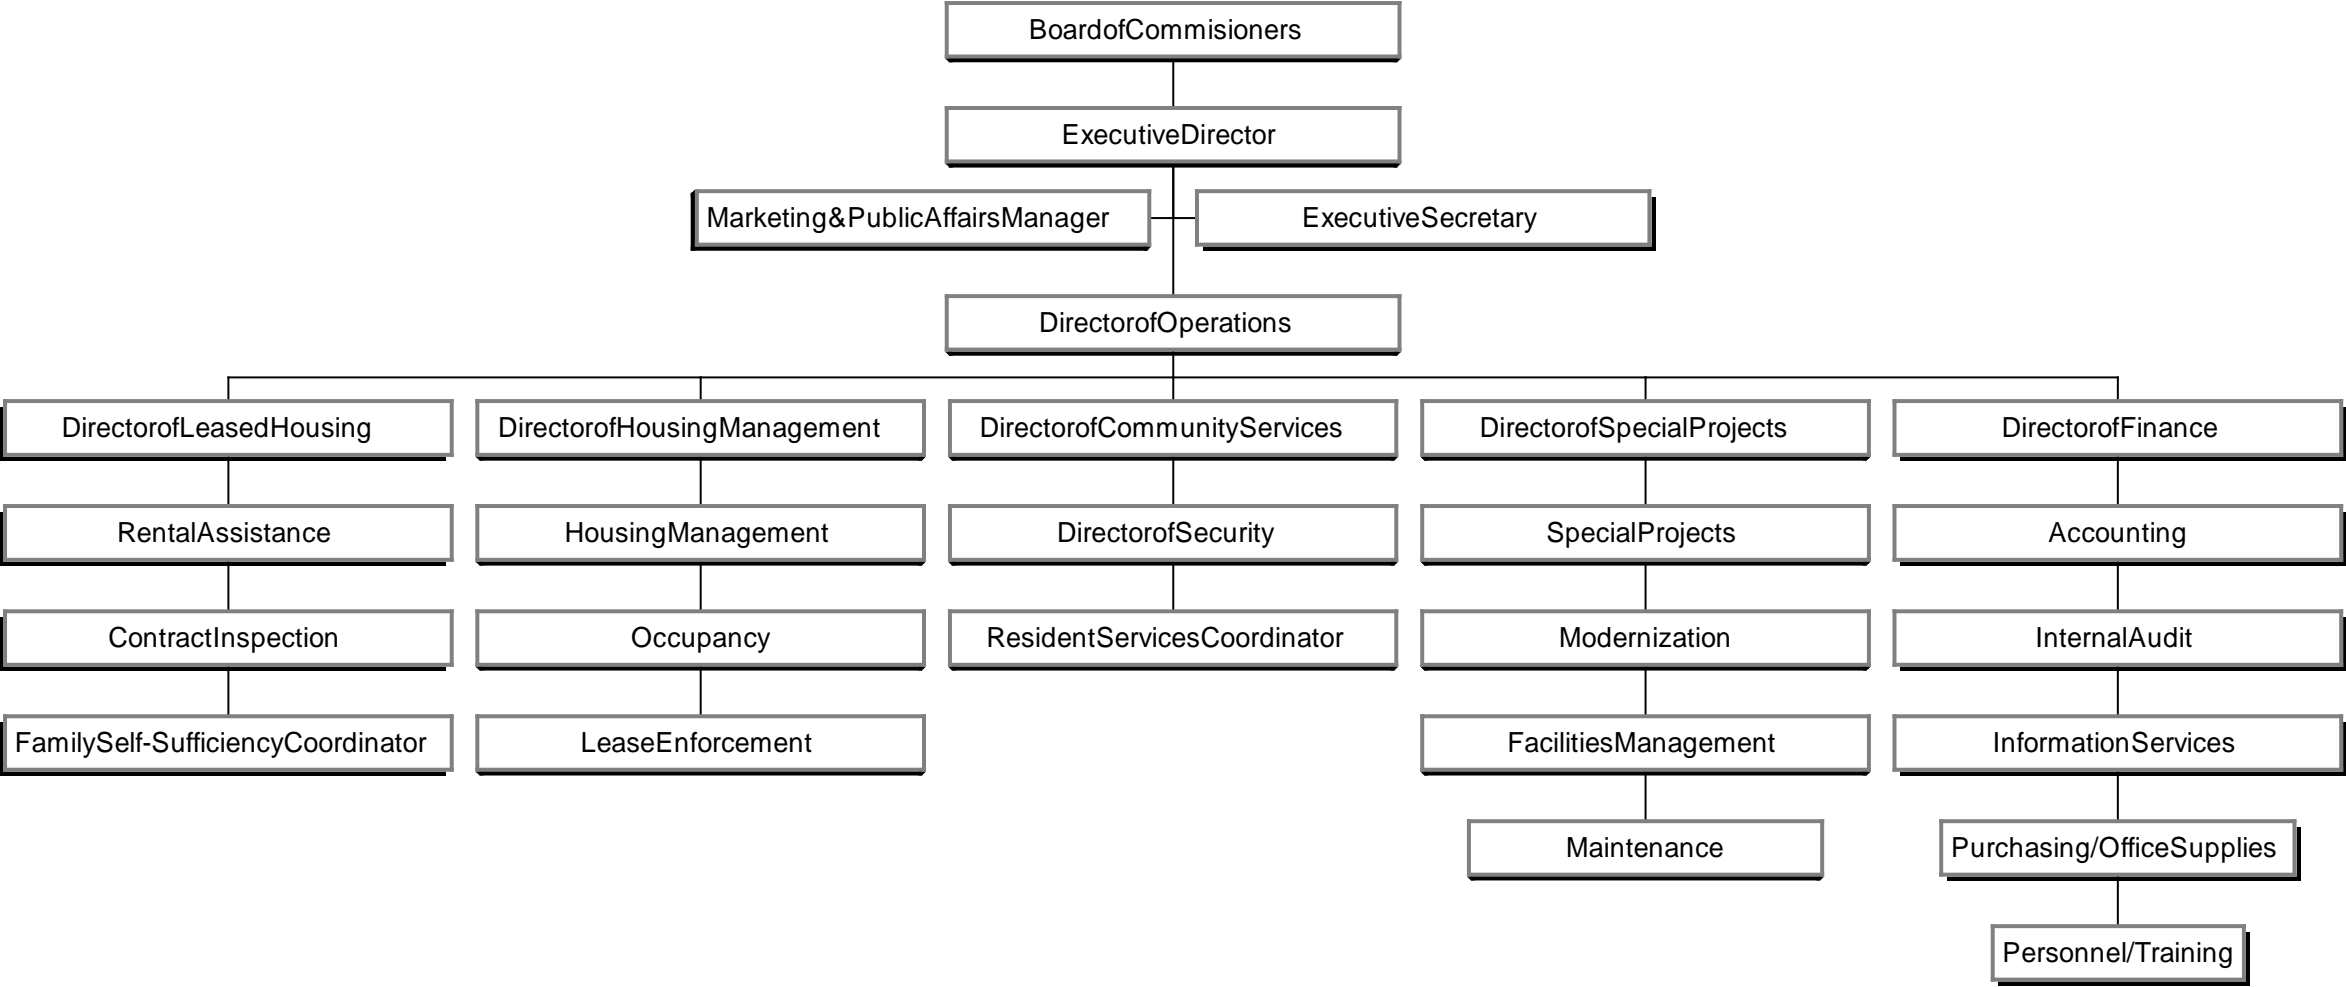 BoardofCommisioners
ExecutiveDirector
Marketing&PublicAffairsManager
ExecutiveSecretary
DirectorofOperations
DirectorofLeasedHousing
DirectorofHousingManagement
DirectorofCommunityServices
DirectorofSpecialProjects
DirectorofFinance
RentalAssistance
HousingManagement
DirectorofSecurity
SpecialProjects
Accounting
ContractInspection
Occupancy
ResidentServicesCoordinator
Modernization
InternalAudit
FamilySelf-SufficiencyCoordinator
LeaseEnforcement
FacilitiesManagement
InformationServices
Maintenance
Purchasing/OfficeSupplies
Personnel/Training